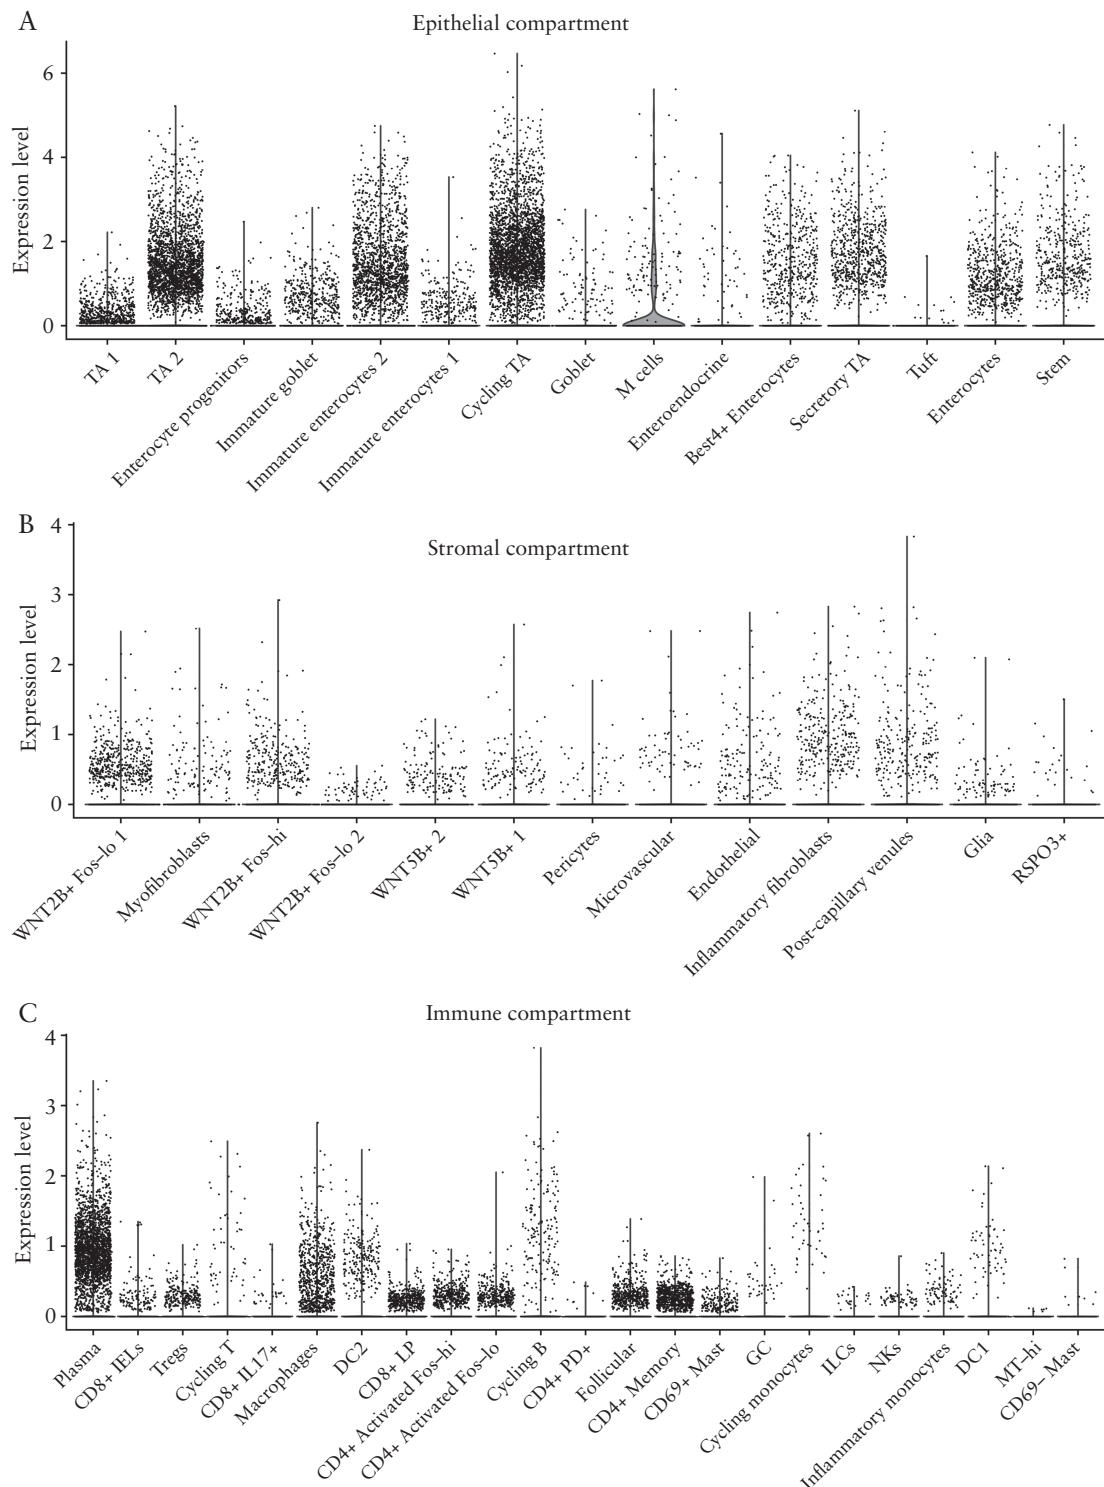 A
Epithelial compartment
Expression level
6
4
2
0
TA 1
TA 2
Enterocyte progenitors
Immature goblet
Immature enterocytes 2
Immature enterocytes 1
Cycling TA
Goblet
M cells
Enteroendocrine
Best4+ Enterocytes
Secretory TA
Tuft
Enterocytes
Stem
B
Stromal compartment
Expression level
4
3
2
1
0
WNT2B+ Fos–lo 1
Myofibroblasts
WNT2B+ Fos–hi
WNT2B+ Fos–lo 2
WNT5B+ 2
WNT5B+ 1
Pericytes
Microvascular
Endothelial
Inflammatory fibroblasts
Post-capillary venules
Glia
RSPO3+
C
Immune compartment
Expression level
4
3
2
1
0
Plasma
CD8+ IELs
Tregs
Cycling T
CD8+ IL17+
Macrophages
DC2
CD8+ LP
CD4+ Activated Fos-hi
CD4+ Activated Fos-lo
Cycling B
CD4+ PD+
Follicular
CD4+ Memory
CD69+ Mast
GC
Cycling monocytes
ILCs
NKs
Inflammatory monocytes
DC1
MT–hi
CD69– Mast